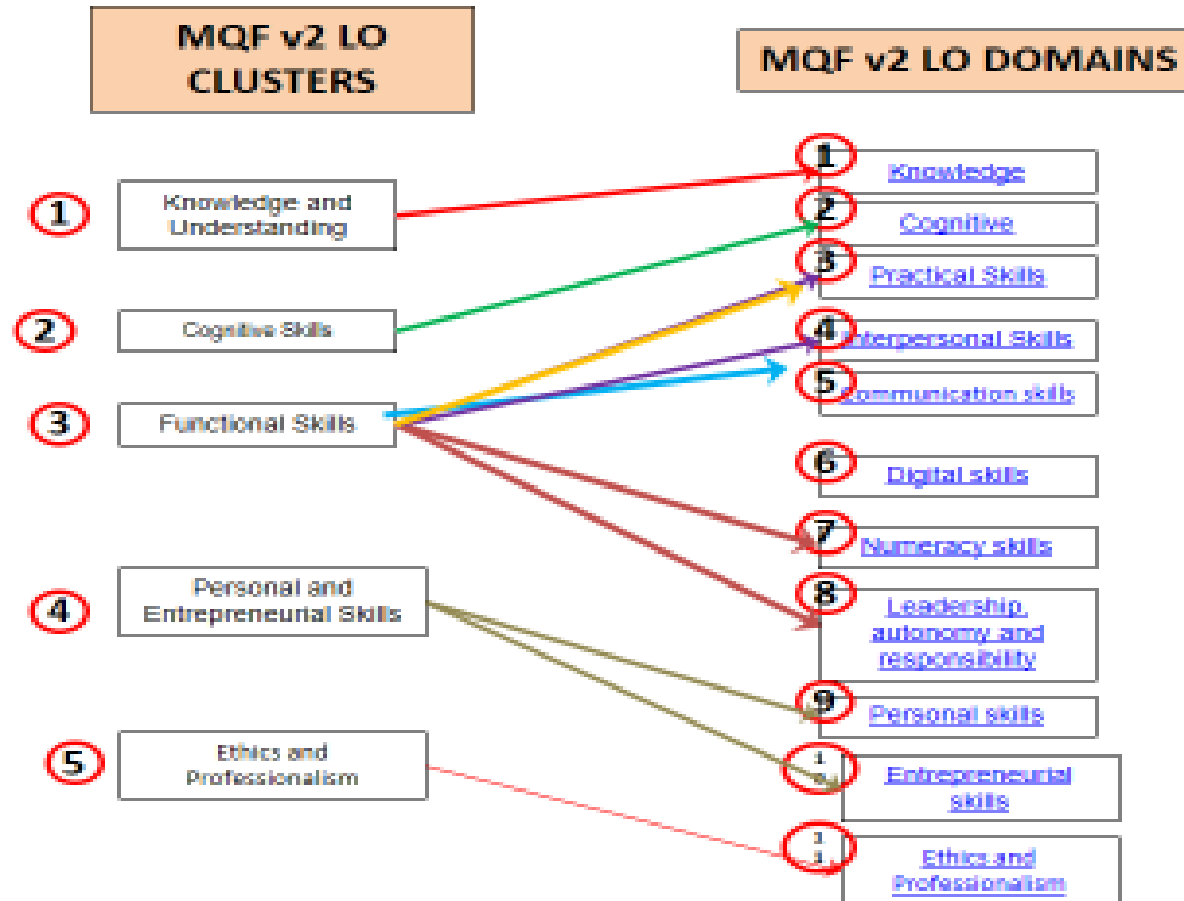 MQF v2 LO
CLUSTERS
MQF v2 LO DOMAINS
1
Knowledge and
Understanding
2
Cognitive Skills
3
Functional Skills
4
Personal and
Entrepreneurial Skills
5
Ethics and
Professionalism
1
Knowledge
2
Cognitive
3
Practical Skills
4
Interpersonal Skills
5
Communication skills
6
Digital skills
7
Numeracy skills
8
Leadership,
autonomy and
responsibility
9
Personal skills
1
Entrepreneurial
skills
1
1
Ethics and
Professionalism